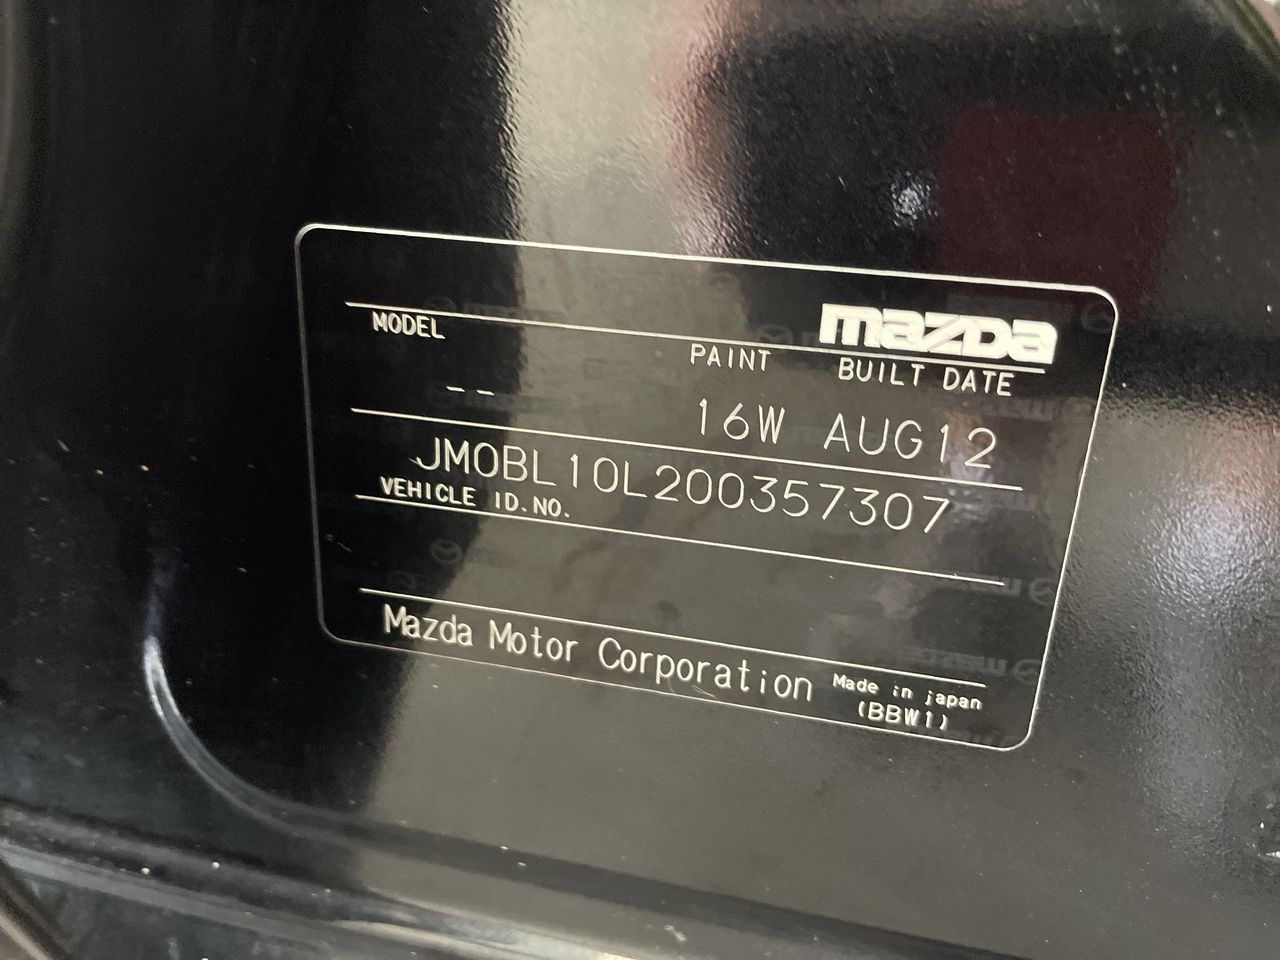 mazda
MODEL PAINT BUILT DATE
-- 16W AUG12
JM0BL10L200357307
VEHICLE ID.NO.
Mazda Motor Corporation Made in japan
(BBW1)